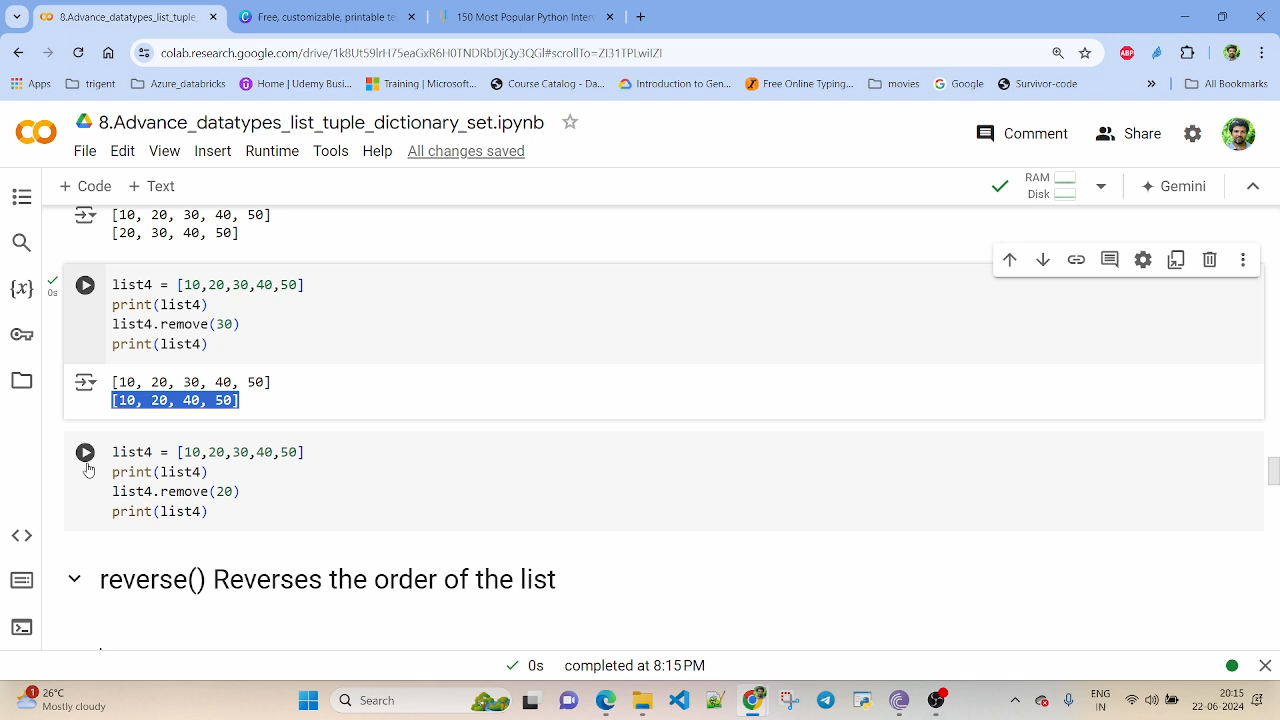 8.Advance_datatypes_list_tuple_
Free, customizable, printable te
150 Most Popular Python Interv
colab.research.google.com/drive/1k8Ut59lrH75eaGxR6H0TNDRbDjQy3QGl#scrollTo=ZI31TPLwiIZl
ABP
Apps
trigent
Azure databricks
Home | Udemy Busi...
Training | Microsoft...
Course Catalog - Da...
Introduction to Gen...
Free Online Typing...
movies
Google
Survivor-code
All Bookmarks
8.Advance_datatypes_list_tuple_dictionary_set.ipynb
Comment
Share
File Edit View Insert Runtime Tools Help All changes saved
+ Code + Text
RAM
Disk
Gemini
[10, 20, 30, 40, 50]
[20, 30, 40, 50]
{x}
0s
list4 = [10,20,30,40,50]
print(list4)
list4.remove(30)
print(list4)
[10, 20, 30, 40, 50]
[10, 20, 40, 50]
list4 = [10,20,30,40,50]
print(list4)
list4.remove(20)
print(list4)
reverse() Reverses the order of the list
0s completed at 8:15 PM
1
26°C
Mostly cloudy
Search
ENG
IN
20:15
22-06-2024